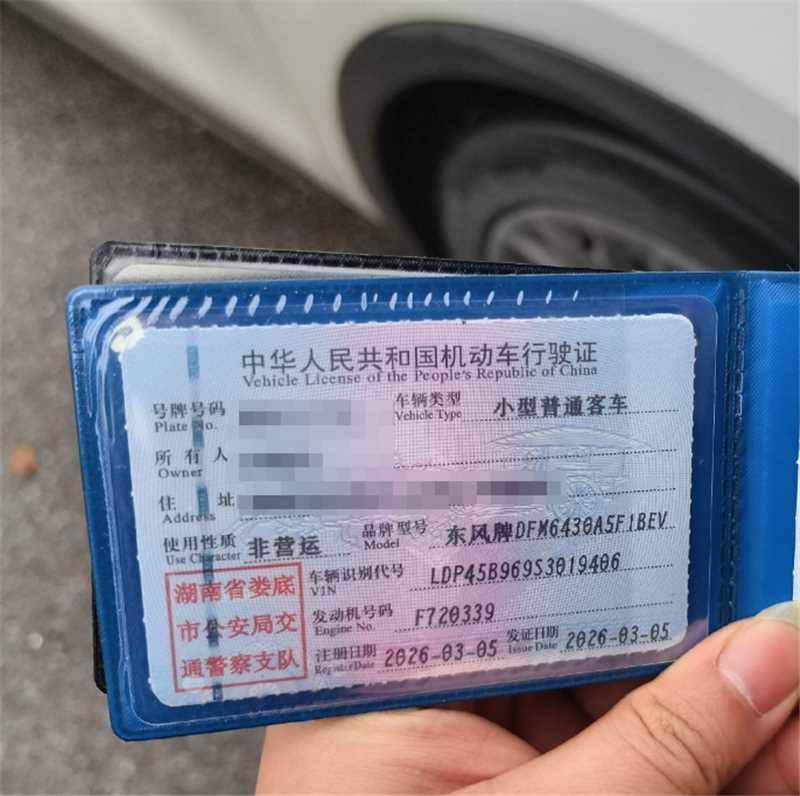 中华人民共和国机动车行驶证
Vehicle License of the People's Republic of China
号牌号码 车辆类型 小型普通客车
Plate No. Vehicle Type
所有人
Owner
住址
Address
使用性质 非营运 品牌型号 东风牌DFM6430A5F1BEV
Use Character Model
湖南省娄底
市公安局交
通警察支队
车辆识别代号 LDP45B969S3019406
VIN
发动机号码 F720339
Engine No.
注册日期 2026-03-05 发证日期 2026-03-05
Register Date Issue Date